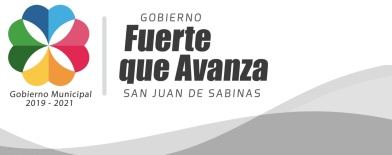 GOBIERNO
Fuerte
que Avanza
SAN JUAN DE SABINAS
Gobierno Municipal
2019 - 2021